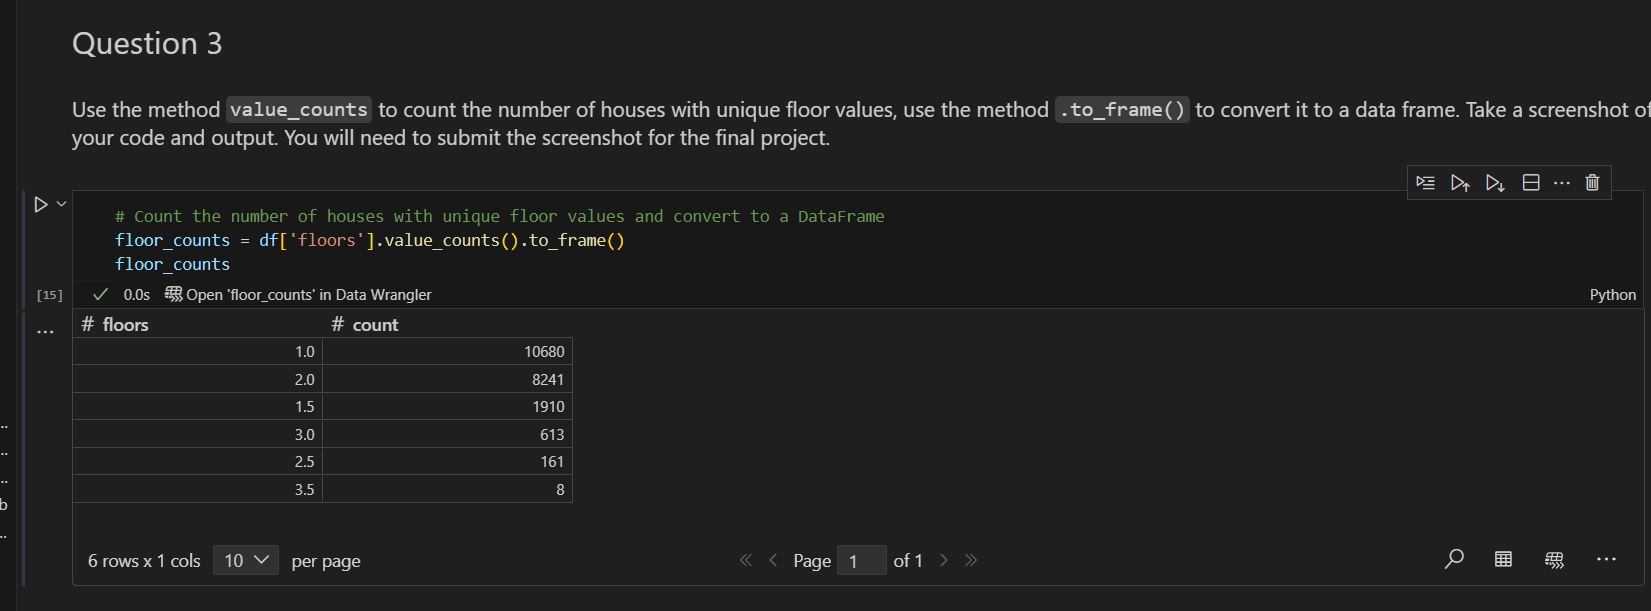 Question 3
Use the method value_counts to count the number of houses with unique floor values, use the method .to_frame() to convert it to a data frame. Take a screenshot of
your code and output. You will need to submit the screenshot for the final project.
# Count the number of houses with unique floor values and convert to a DataFrame
floor_counts = df['floors'].value_counts().to_frame()
floor_counts
[15] 0.0s Open 'floor_counts' in Data Wrangler Python
# floors # count
1.0 10680
2.0 8241
1.5 1910
3.0 613
2.5 161
3.5 8
6 rows x 1 cols 10 per page Page 1 of 1